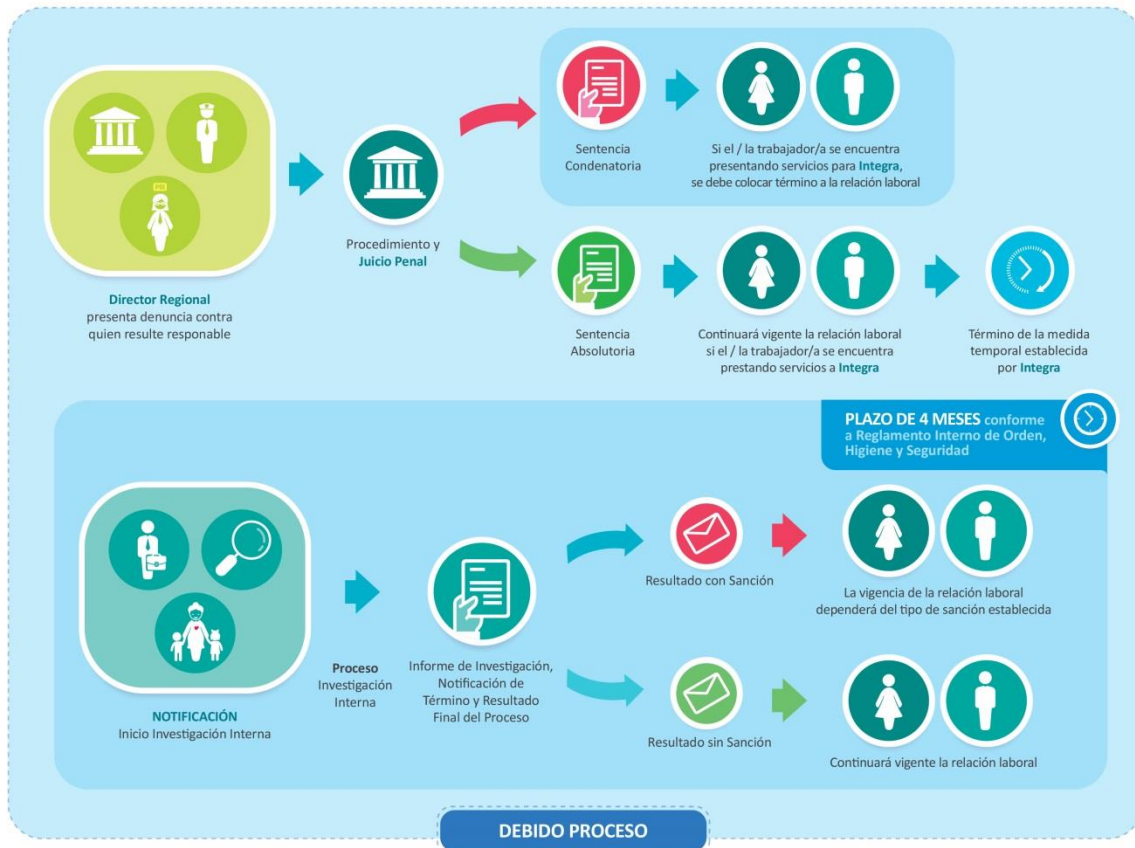 Director Regional
presenta denuncia contra
quien resulte responsable
Procedimiento y
Juicio Penal
Sentencia
Condenatoria
Si el / la trabajador/a se encuentra
presentando servicios para Integra,
se debe colocar término a la relación laboral
Sentencia
Absolutoria
Continuará vigente la relación laboral
si el / la trabajador/a se encuentra
prestando servicios a Integra
Término de la medida
temporal establecida
por Integra
PLAZO DE 4 MESES conforme
a Reglamento Interno de Orden,
Higiene y Seguridad
NOTIFICACIÓN
Inicio Investigación Interna
Proceso
Investigación
Interna
Informe de Investigación,
Notificación de
Término y Resultado
Final del Proceso
Resultado con Sanción
La vigencia de la relación laboral
dependerá del tipo de sanción establecida
Resultado sin Sanción
Continuará vigente la relación laboral
DEBIDO PROCESO